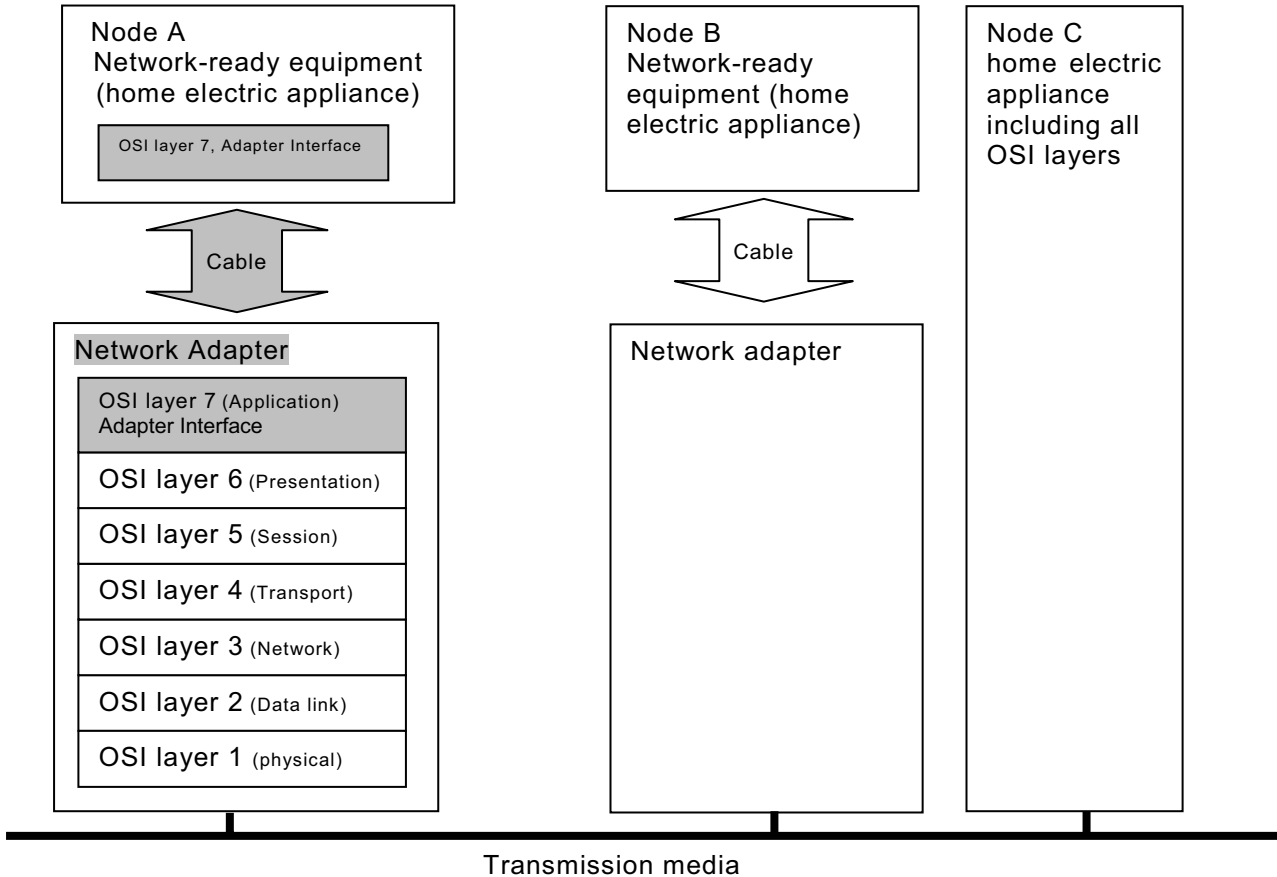 Node A
Network-ready equipment
(home electric appliance)
OSI layer 7, Adapter Interface
Cable
Network Adapter
OSI layer 7 (Application)
Adapter Interface
OSI layer 6 (Presentation)
OSI layer 5 (Session)
OSI layer 4 (Transport)
OSI layer 3 (Network)
OSI layer 2 (Data link)
OSI layer 1 (physical)
Node B
Network-ready
equipment (home
electric appliance)
Cable
Network adapter
Node C
home electric
appliance
including all
OSI layers
Transmission media